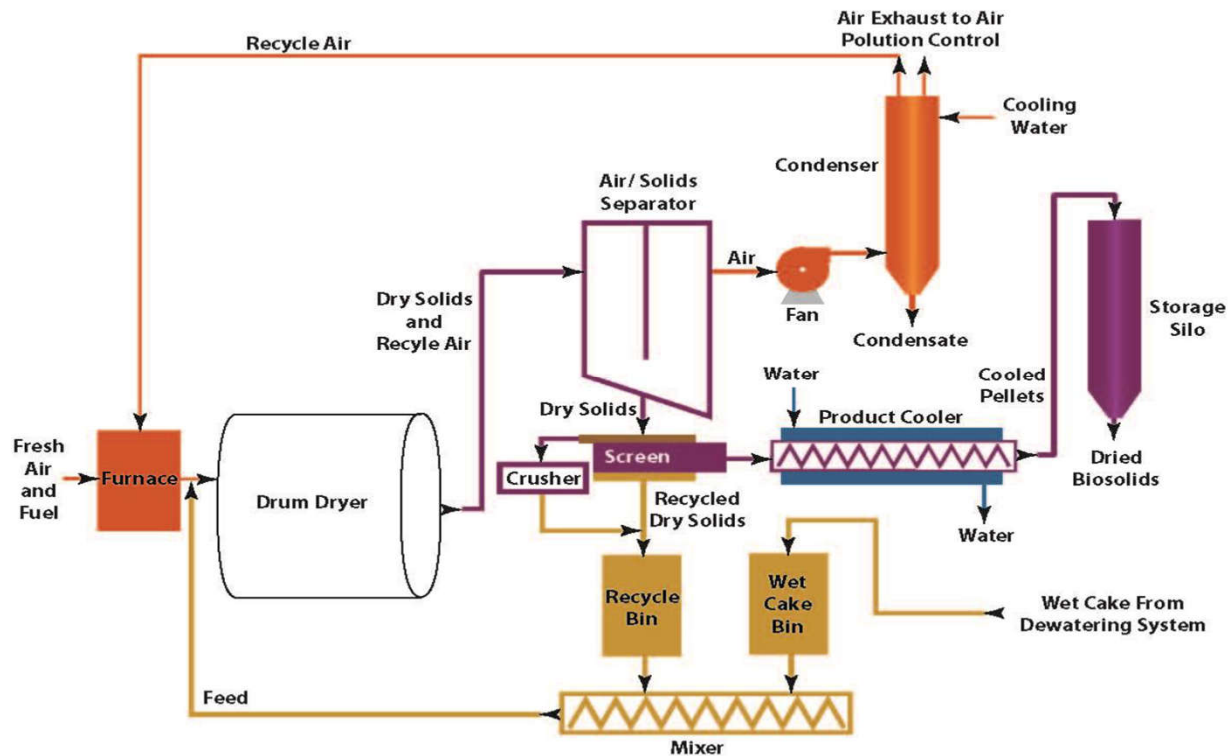 Recycle Air
Air Exhaust to Air
Polution Control
Cooling
Water
Condenser
Air/ Solids
Separator
Air
Fan
Condensate
Dry Solids
and
Recyle Air
Storage
Silo
Cooled
Pellets
Water
Product Cooler
Dry Solids
Screen
Crusher
Recycled
Dry Solids
Dried
Biosolids
Water
Fresh
Air
and
Fuel
Furnace
Drum Dryer
Recycle
Bin
Wet
Cake
Bin
Wet Cake From
Dewatering System
Feed
Mixer